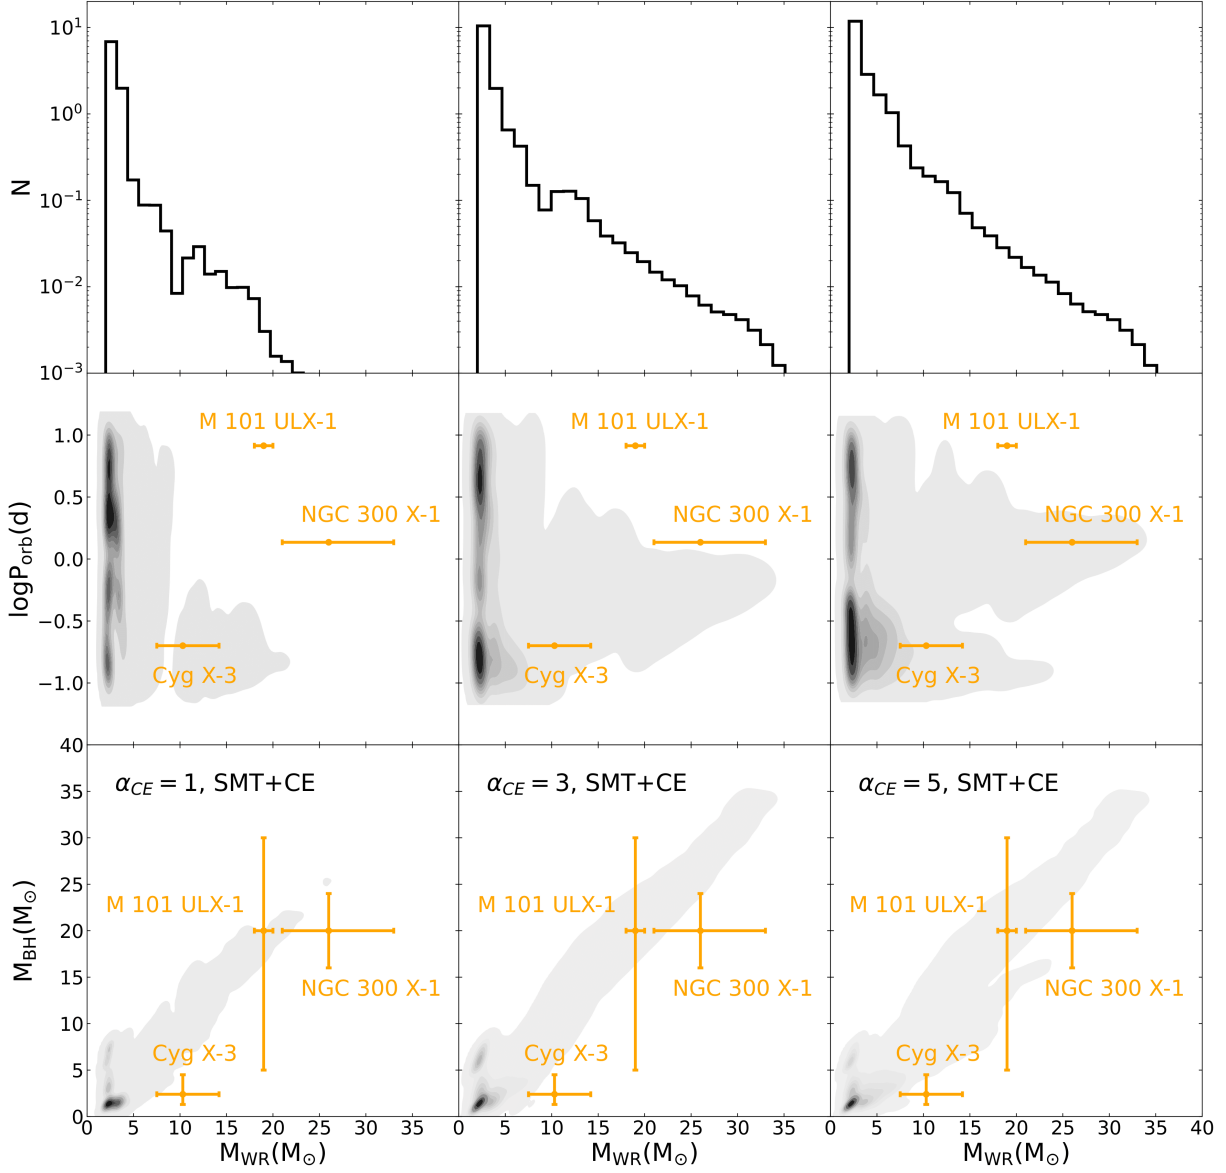 N
10^1
10^0
10^−1
10^−2
10^−3
logP_orb(d)
1.0
0.5
0.0
−0.5
−1.0
M 101 ULX-1
NGC 300 X-1
Cyg X-3
M 101 ULX-1
NGC 300 X-1
Cyg X-3
M 101 ULX-1
NGC 300 X-1
Cyg X-3
M_BH(M_⊙)
40
35
30
25
20
15
10
5
0
α_CE = 1, SMT+CE
M 101 ULX-1
NGC 300 X-1
Cyg X-3
α_CE = 3, SMT+CE
M 101 ULX-1
NGC 300 X-1
Cyg X-3
α_CE = 5, SMT+CE
M 101 ULX-1
NGC 300 X-1
Cyg X-3
0 5 10 15 20 25 30 35 0 5 10 15 20 25 30 35 0 5 10 15 20 25 30 35 40
M_WR(M_⊙) M_WR(M_⊙) M_WR(M_⊙)